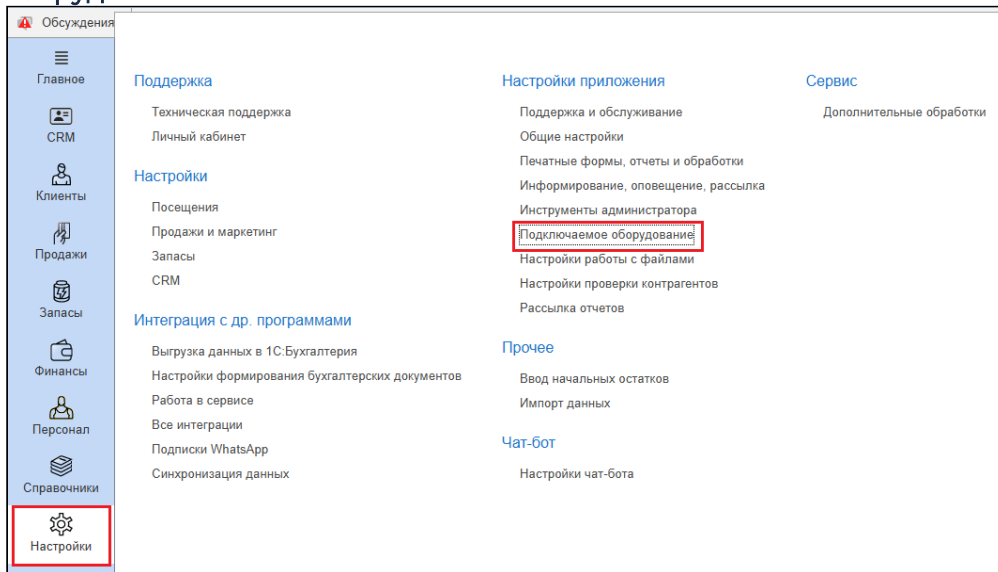 Обсуждения
Главное
CRM
Клиенты
Продажи
Запасы
Финансы
Персонал
Справочники
Настройки
Поддержка
Техническая поддержка
Личный кабинет
Настройки
Посещения
Продажи и маркетинг
Запасы
CRM
Интеграция с др. программами
Выгрузка данных в 1С:Бухгалтерия
Настройки формирования бухгалтерских документов
Работа в сервисе
Все интеграции
Подписки WhatsApp
Синхронизация данных
Настройки приложения
Поддержка и обслуживание
Общие настройки
Печатные формы, отчеты и обработки
Информирование, оповещение, рассылка
Инструменты администратора
Подключаемое оборудование
Настройки работы с файлами
Настройки проверки контрагентов
Рассылка отчетов
Прочее
Ввод начальных остатков
Импорт данных
Чат-бот
Настройки чат-бота
Сервис
Дополнительные обработки